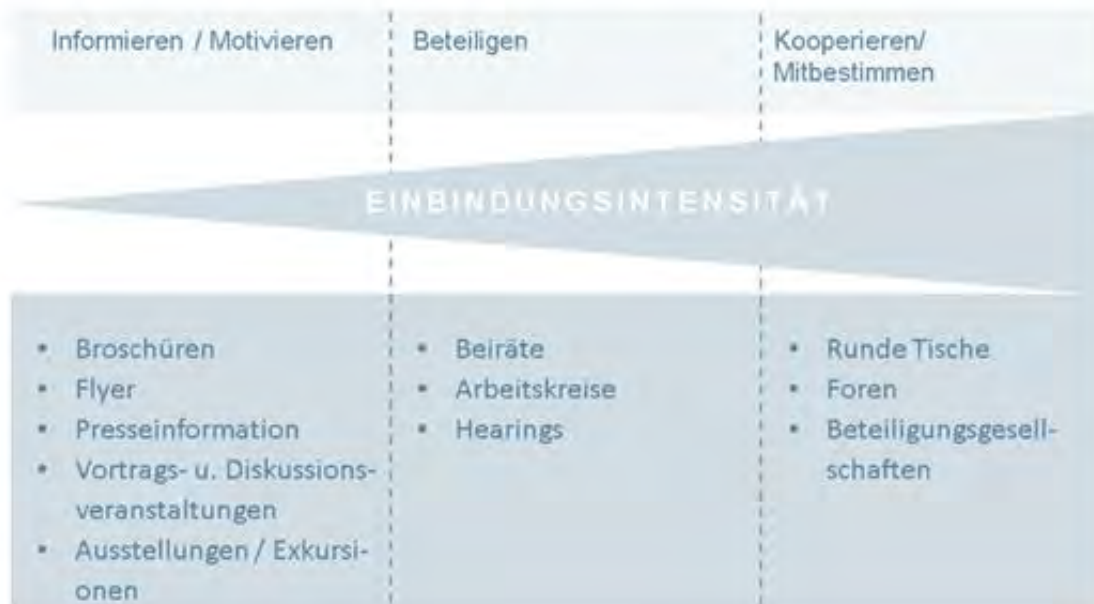 Informieren / Motivieren
Beteiligen
Kooperieren/
Mitbestimmen
EINBINDUNGSINTENSITÄT
• Broschüren
• Flyer
• Presseinformation
• Vortrags- u. Diskussions-
veranstaltungen
• Ausstellungen / Exkursi-
onen
• Beiräte
• Arbeitskreise
• Hearings
• Runde Tische
• Foren
• Beteiligungsgesell-
schaften